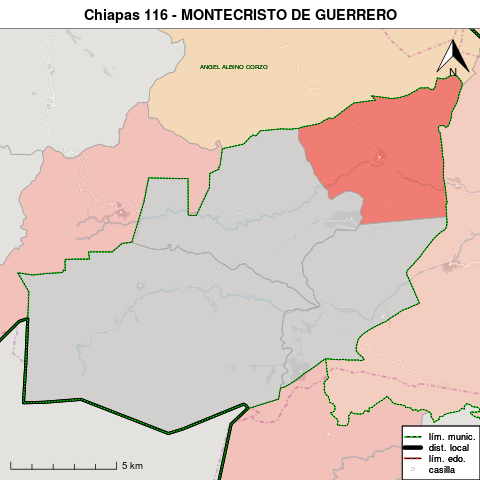 Chiapas 116 - MONTECRISTO DE GUERRERO
ANGEL ALBINO CORZO
N
lím. munic.
dist. local
lím. edo.
casilla
5 km